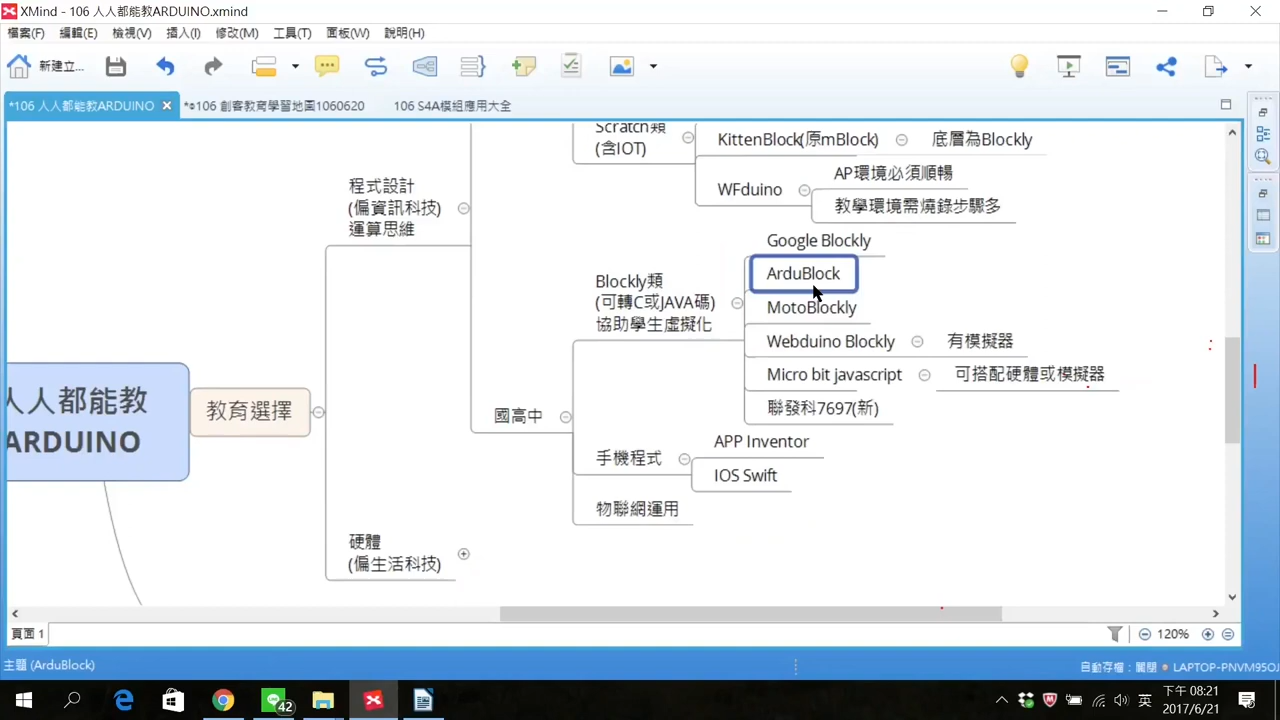 XMind - 106 人人都能教ARDUINO.xmind
檔案(F) 編輯(E) 檢視(V) 插入(I) 修改(M) 工具(T) 面板(W) 說明(H)
新建立...
*106 人人都能教ARDUINO
106 創客教育學習地圖1060620
106 S4A模組應用大全
Scratch類
(含IOT)
KittenBlock(原mBlock)
底層為Blockly
WFduino
AP環境必須順暢
教學環境需燒錄步驟多
程式設計
(偏資訊科技)
運算思維
Google Blockly
ArduBlock
MotoBlockly
Webduino Blockly
有模擬器
Micro bit javascript
可搭配硬體或模擬器
聯發科7697(新)
Blockly類
(可轉C或JAVA碼)
協助學生虛擬化
人人都能教
ARDUINO
教育選擇
國高中
手機程式
APP Inventor
IOS Swift
物聯網運用
硬體
(偏生活科技)
頁面 1
120%
主題 (ArduBlock)
自動存檔：關閉
LAPTOP-PNVM95OJ
42
英
下午 08:21
2017/6/21